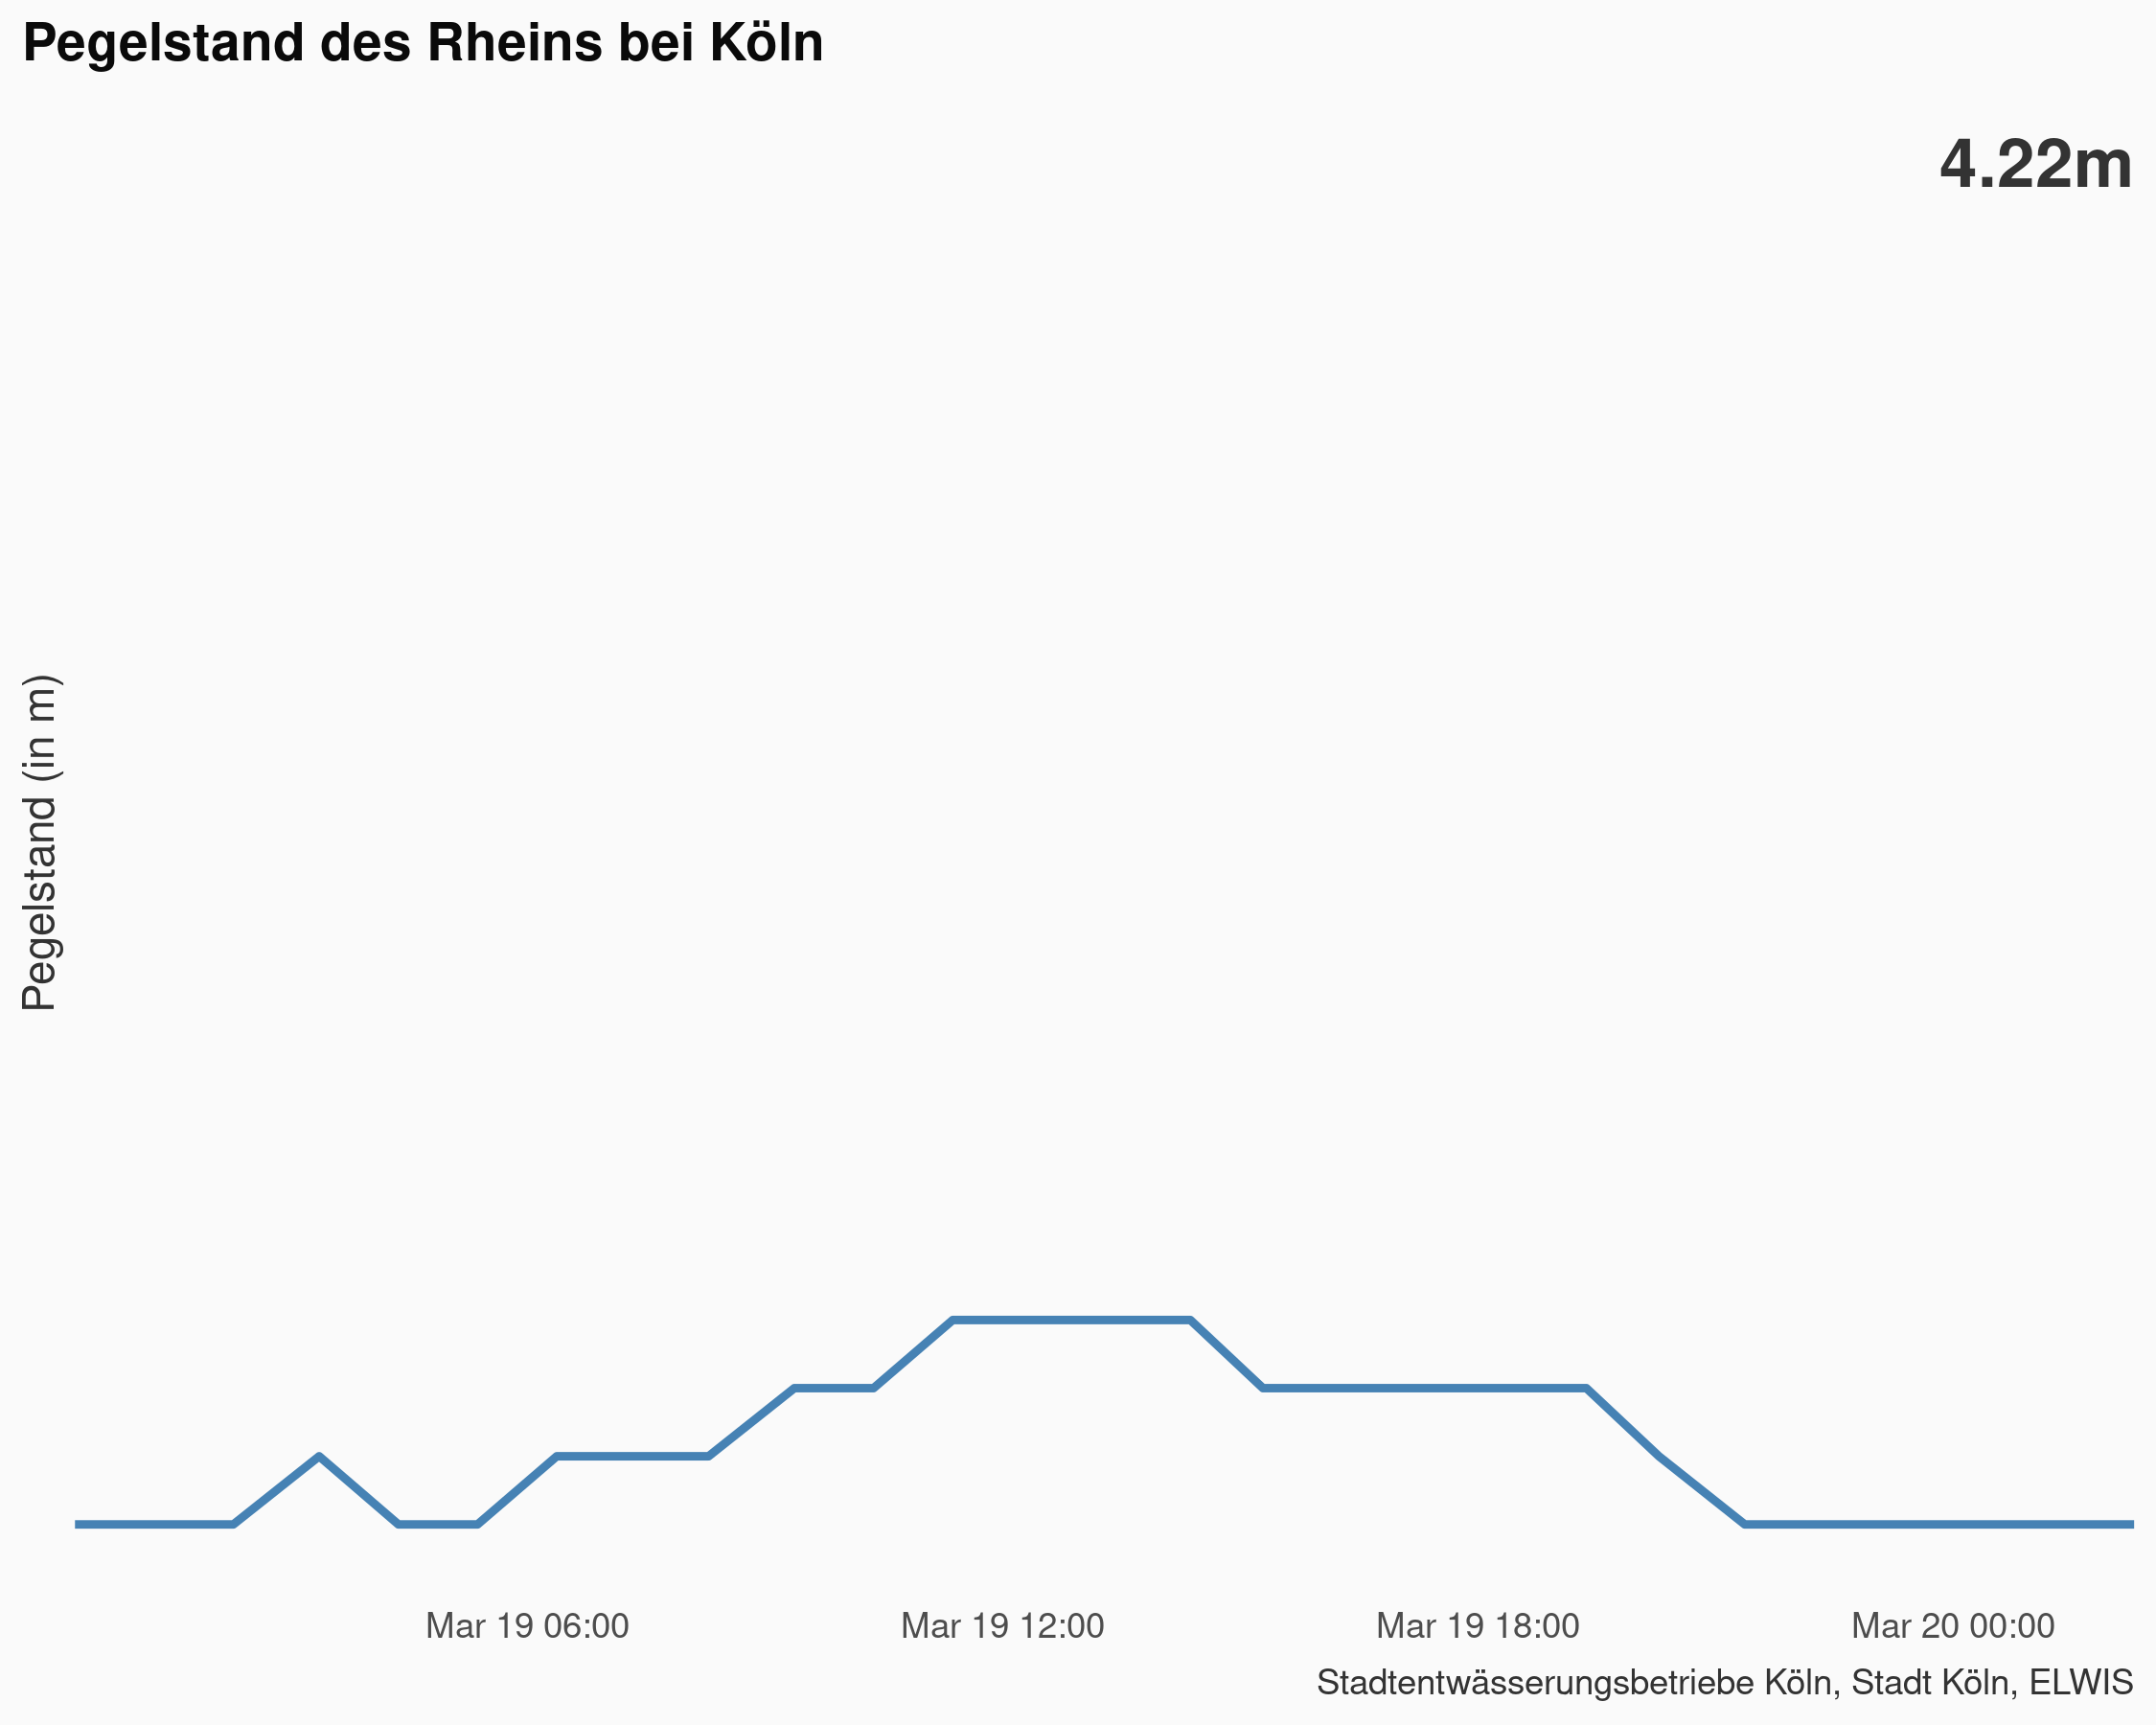 Pegelstand des Rheins bei Köln
4.22m
Pegelstand (in m)
Mar 19 06:00
Mar 19 12:00
Mar 19 18:00
Mar 20 00:00
Stadtentwässerungsbetriebe Köln, Stadt Köln, ELWIS